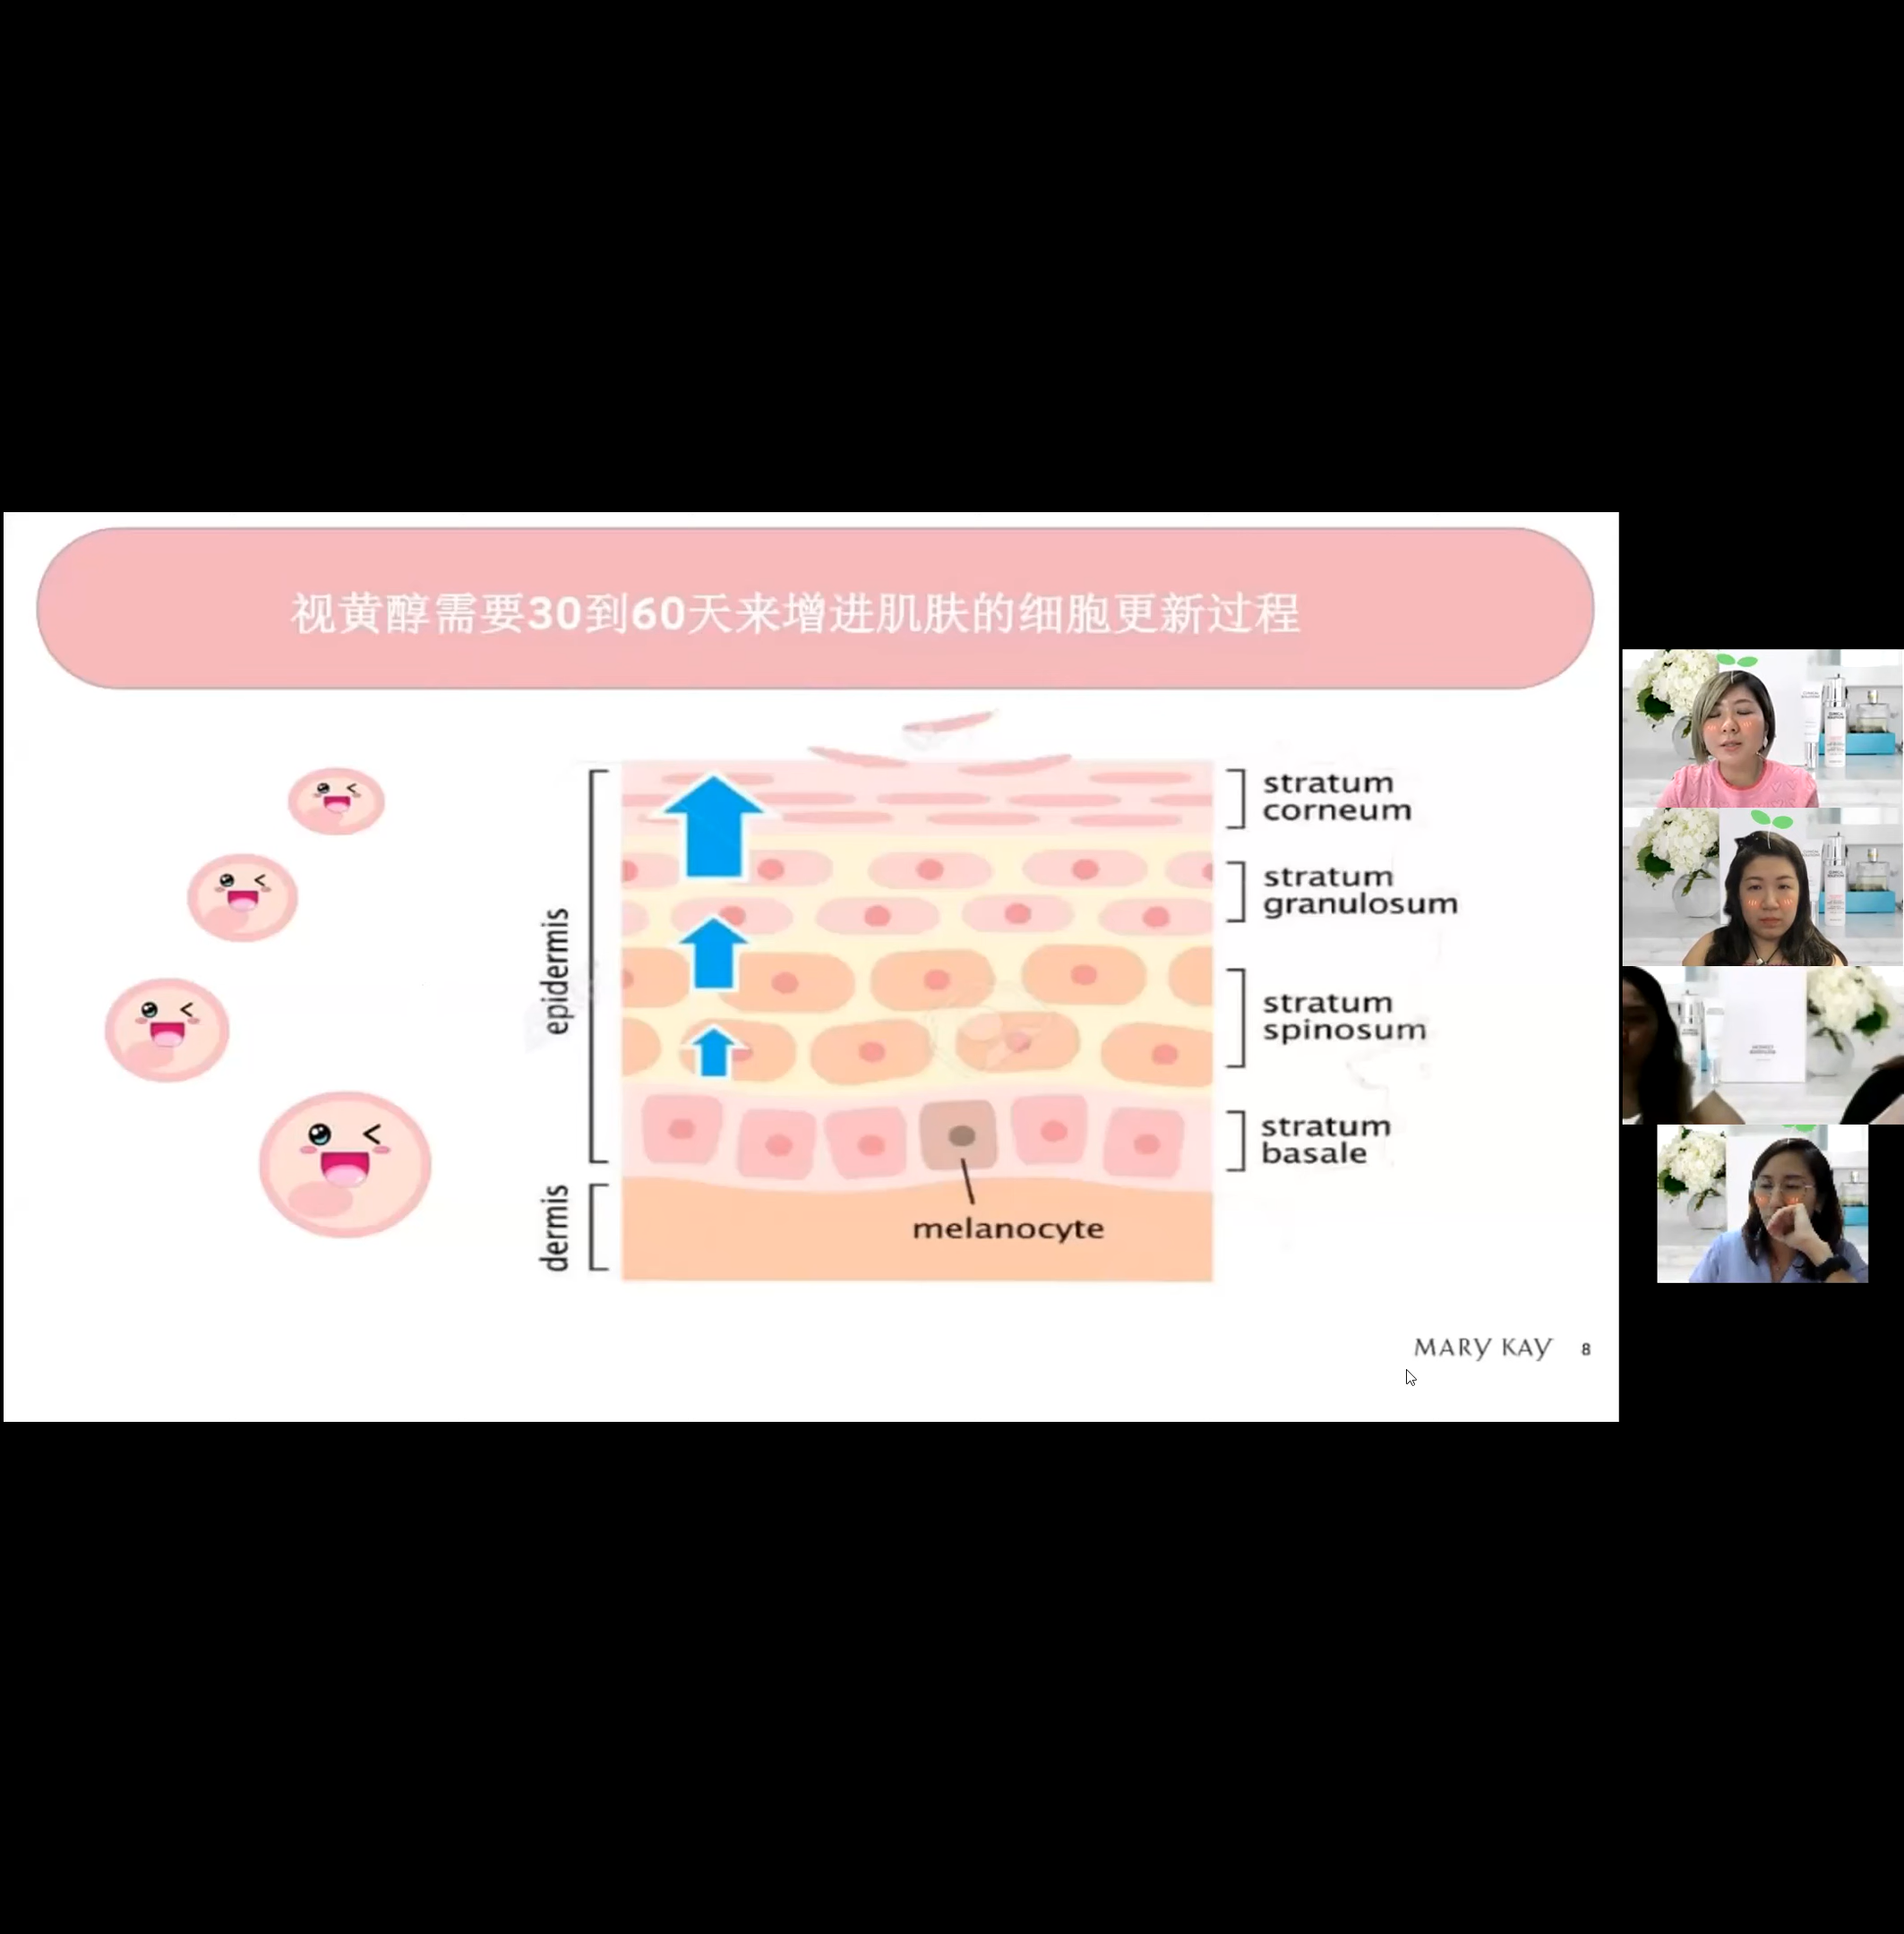 视黄醇需要30到60天来增进肌肤的细胞更新过程
epidermis
dermis
stratum
corneum
stratum
granulosum
stratum
spinosum
stratum
basale
melanocyte
MARY KAY 8